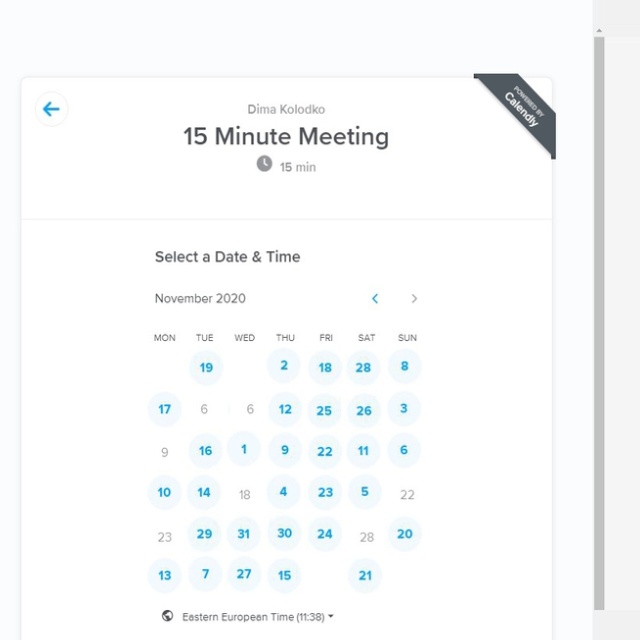 Dima Kolodko
POWERED BY
Calendly
15 Minute Meeting
15 min
Select a Date & Time
November 2020
MON TUE WED THU FRI SAT SUN
19 2 18 28 8
17 6 6 12 25 26 3
9 16 1 9 22 11 6
10 14 18 4 23 5 22
23 29 31 30 24 28 20
13 7 27 15 21
Eastern European Time (11:38)